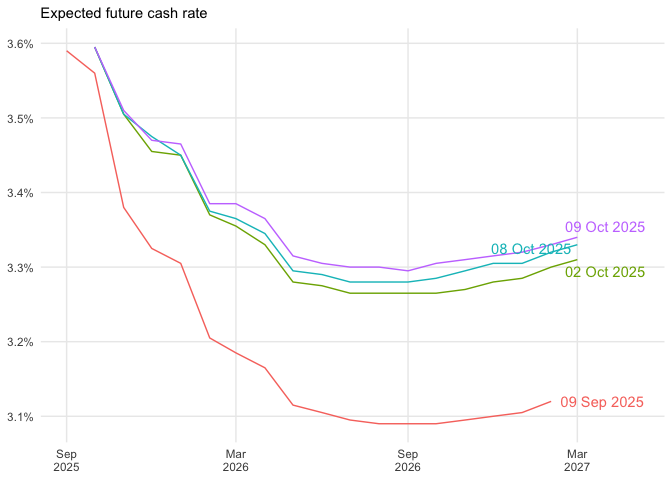 Expected future cash rate
3.6%
3.5%
3.4%
3.3%
3.2%
3.1%
09 Oct 2025
08 Oct 2025
02 Oct 2025
09 Sep 2025
Sep
2025
Mar
2026
Sep
2026
Mar
2027